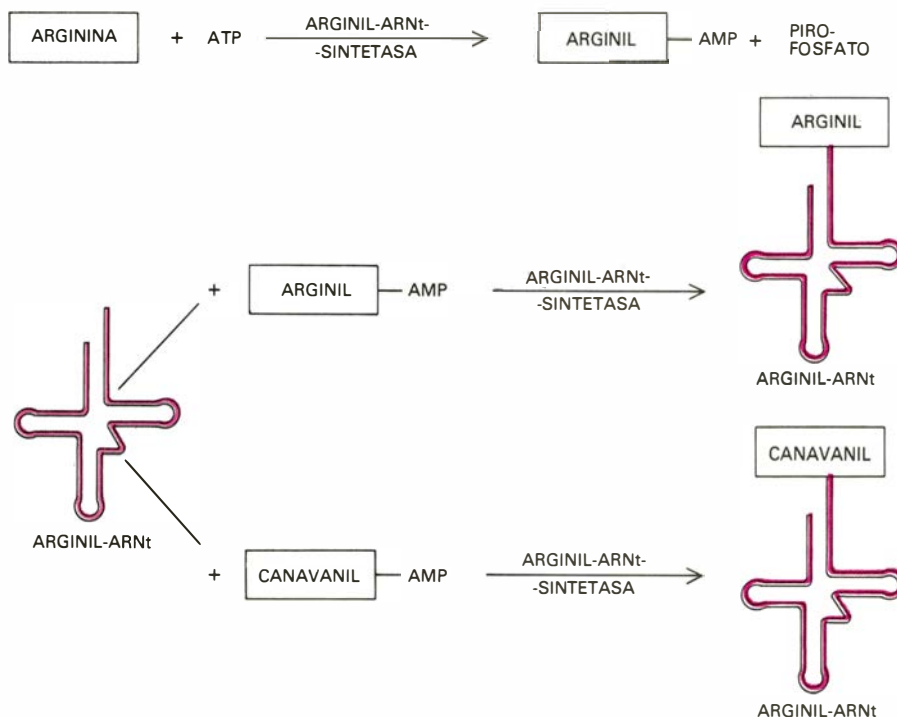 ARGININA + ATP ARGINIL-ARNt-
-SINTETASA
ARGINIL AMP + PIRO-
FOSFATO
ARGINIL
+ ARGINIL AMP ARGINIL-ARNt-
-SINTETASA
ARGINIL-ARNt
ARGINIL-ARNt
CANAVANIL
+ CANAVANIL AMP ARGINIL-ARNt-
-SINTETASA
ARGINIL-ARNt